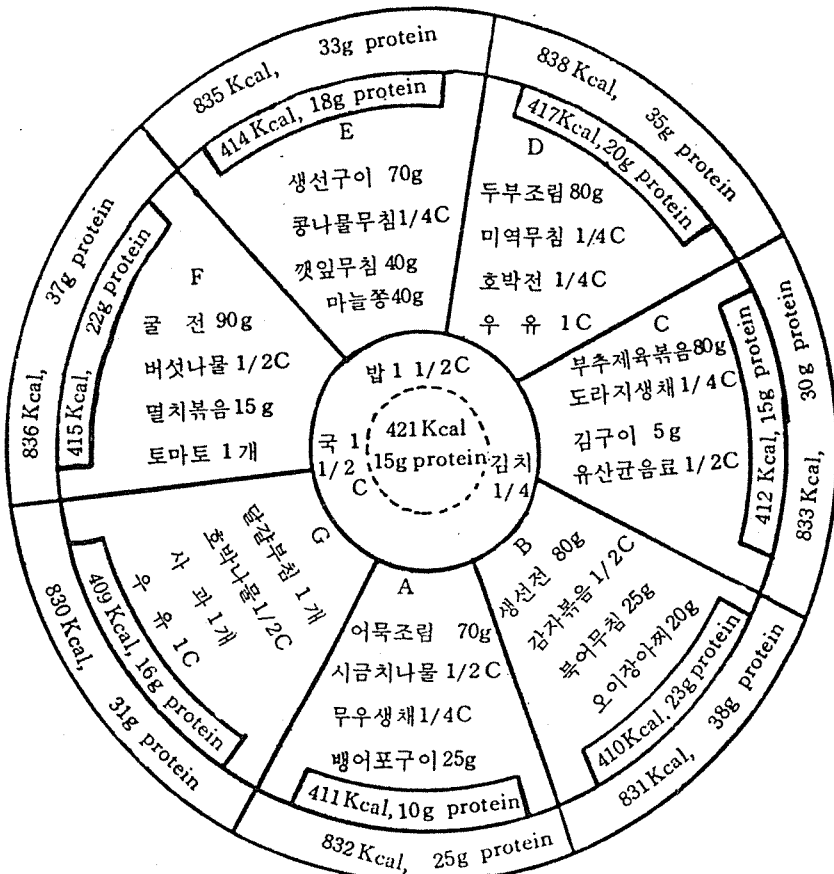 835 Kcal, 33g protein
414 Kcal, 18g protein
E
생선구이 70g
콩나물무침 1/4C
깻잎무침 40g
마늘쫑 40g
838 Kcal, 35g protein
417Kcal, 20g protein
D
두부조림 80g
미역무침 1/4C
호박전 1/4C
우 유 1C
30g protein
833 Kcal,
412 Kcal, 15g protein
C
부추제육볶음 80g
도라지생채 1/4C
김구이 5g
유산균음료 1/2C
831Kcal, 38g protein
410Kcal, 23g protein
B
생선전 80g
감자볶음 1/2C
북어무침 25g
오이장아찌 20g
832 Kcal, 25g protein
411 Kcal, 10g protein
A
어묵조림 70g
시금치나물 1/2C
무우생채 1/4C
뱅어포구이 25g
830 Kcal, 31g protein
409 Kcal, 16g protein
G
달걀부침 1개
호박나물 1/2C
사 과 1개
우 유 1C
836 Kcal, 37g protein
415 Kcal, 22g protein
F
굴 전 90g
버섯나물 1/2C
멸치볶음 15g
토마토 1개
밥 1 1/2C
국 1
1/2
C
421 Kcal
15g protein
김치
1/4